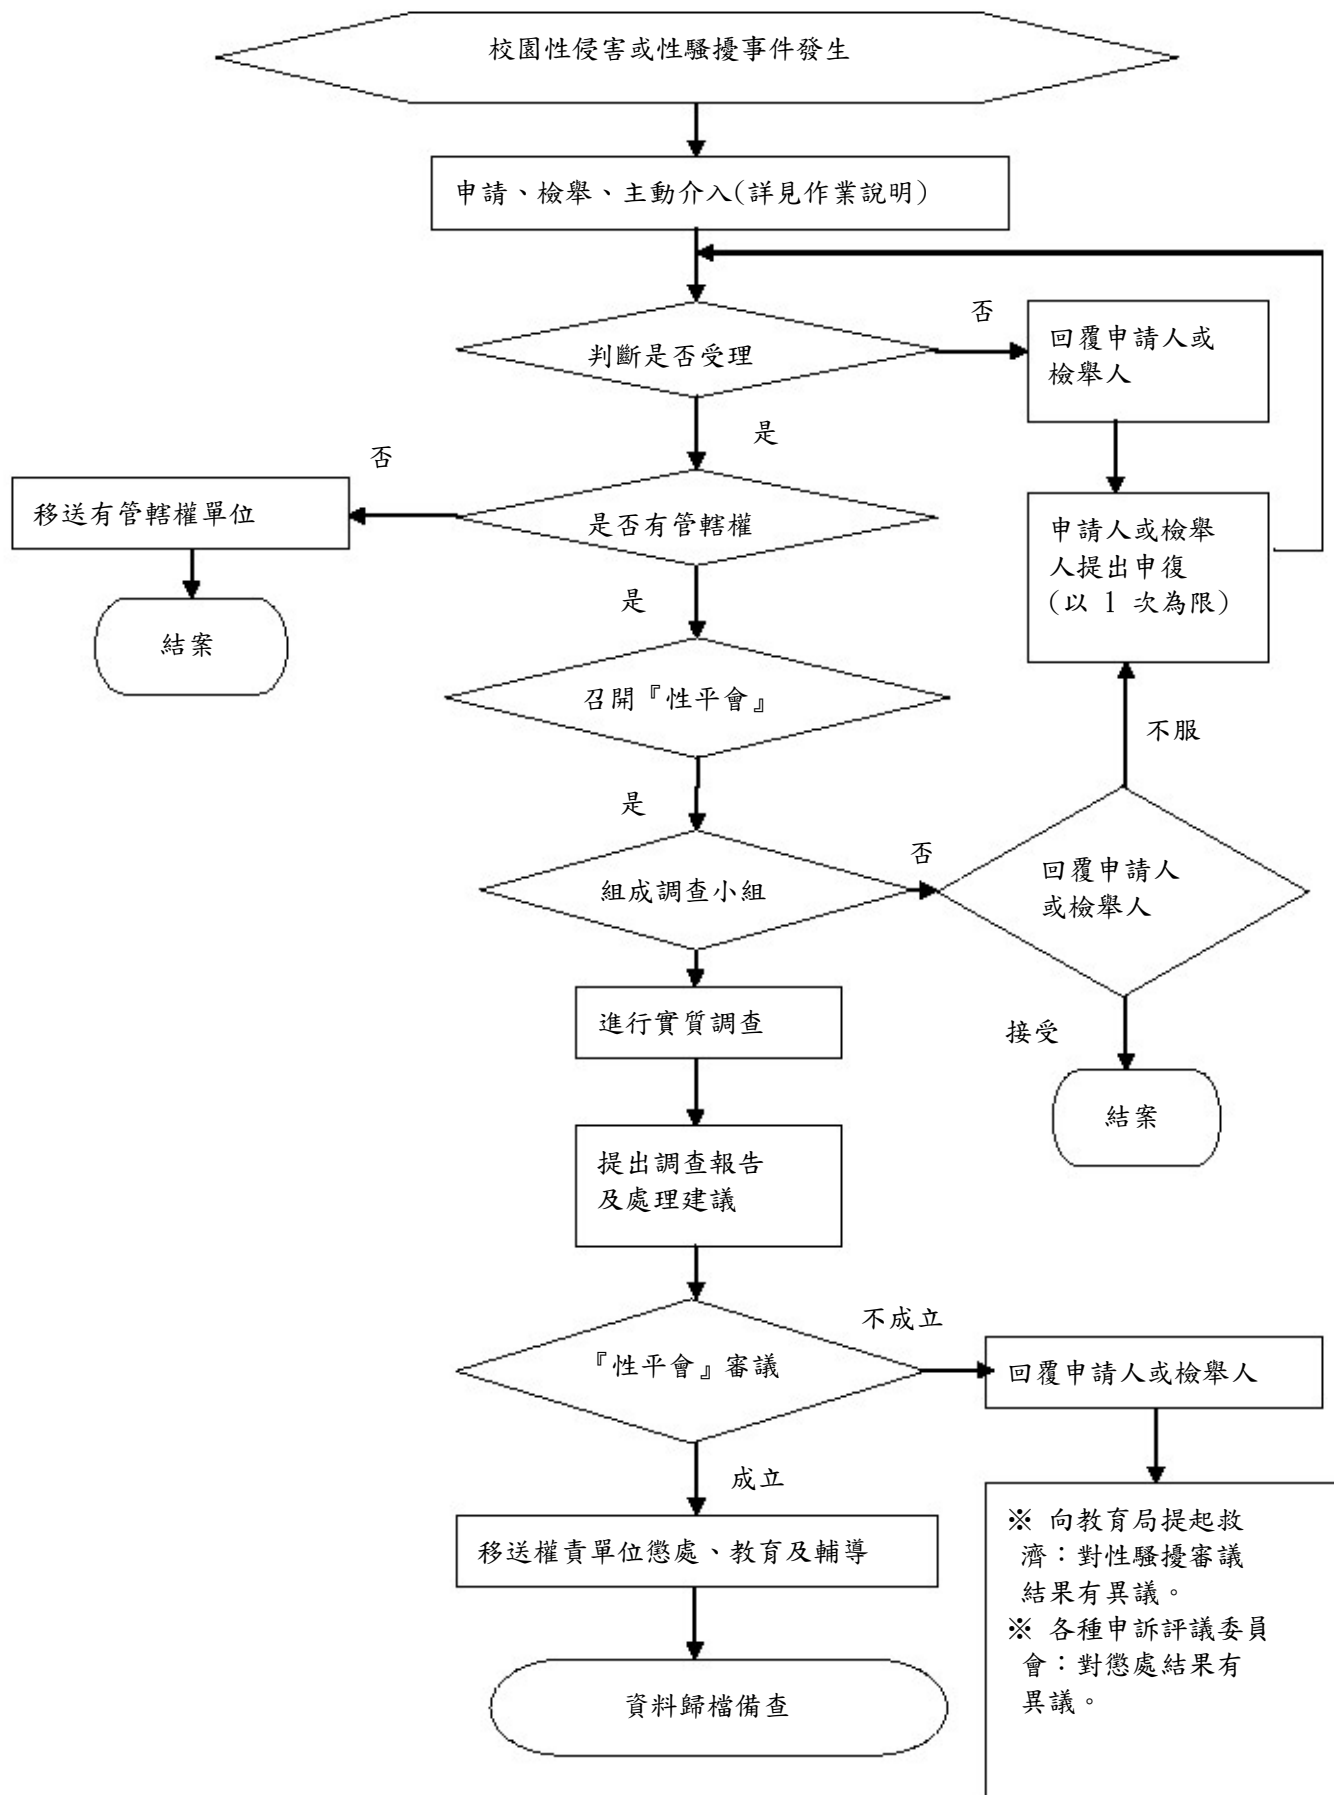 校園性侵害或性騷擾事件發生
申請、檢舉、主動介入(詳見作業說明)
判斷是否受理
否
回覆申請人或
檢舉人
是
否
移送有管轄權單位
是否有管轄權
申請人或檢舉
人提出申復
(以 1 次為限)
結案
是
召開『性平會』
不服
是
組成調查小組
否
回覆申請人
或檢舉人
進行實質調查
接受
結案
提出調查報告
及處理建議
『性平會』審議
不成立
回覆申請人或檢舉人
成立
移送權責單位懲處、教育及輔導
※ 向教育局提起救
濟：對性騷擾審議
結果有異議。
※ 各種申訴評議委員
會：對懲處結果有
異議。
資料歸檔備查